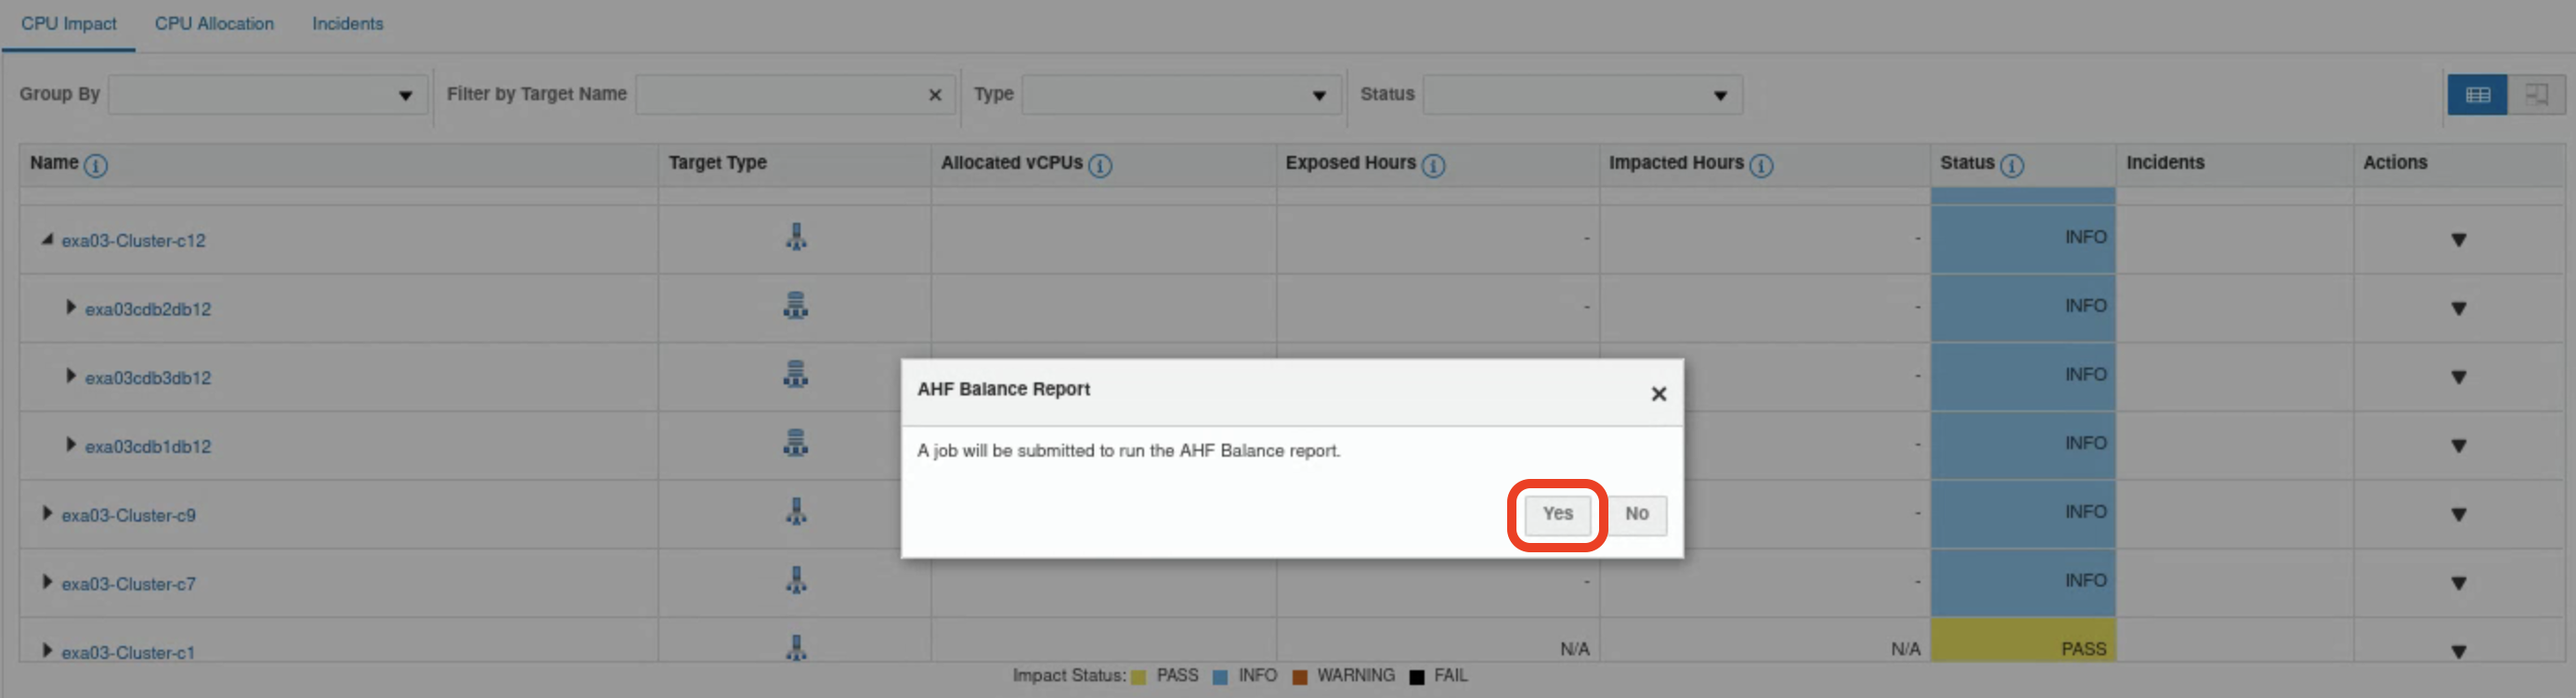 CPU Impact CPU Allocation Incidents
Group By Filter by Target Name Type Status
Name Target Type Allocated vCPUs Exposed Hours Impacted Hours Status Incidents Actions
exa03-Cluster-c12 - - INFO
exa03cdb2db12 - - INFO
exa03cdb3db12 - INFO
exa03cdb1db12 - INFO
exa03-Cluster-c9 - INFO
exa03-Cluster-c7 - - INFO
exa03-Cluster-c1 N/A N/A PASS
AHF Balance Report
A job will be submitted to run the AHF Balance report.
Yes No
Impact Status: PASS INFO WARNING FAIL